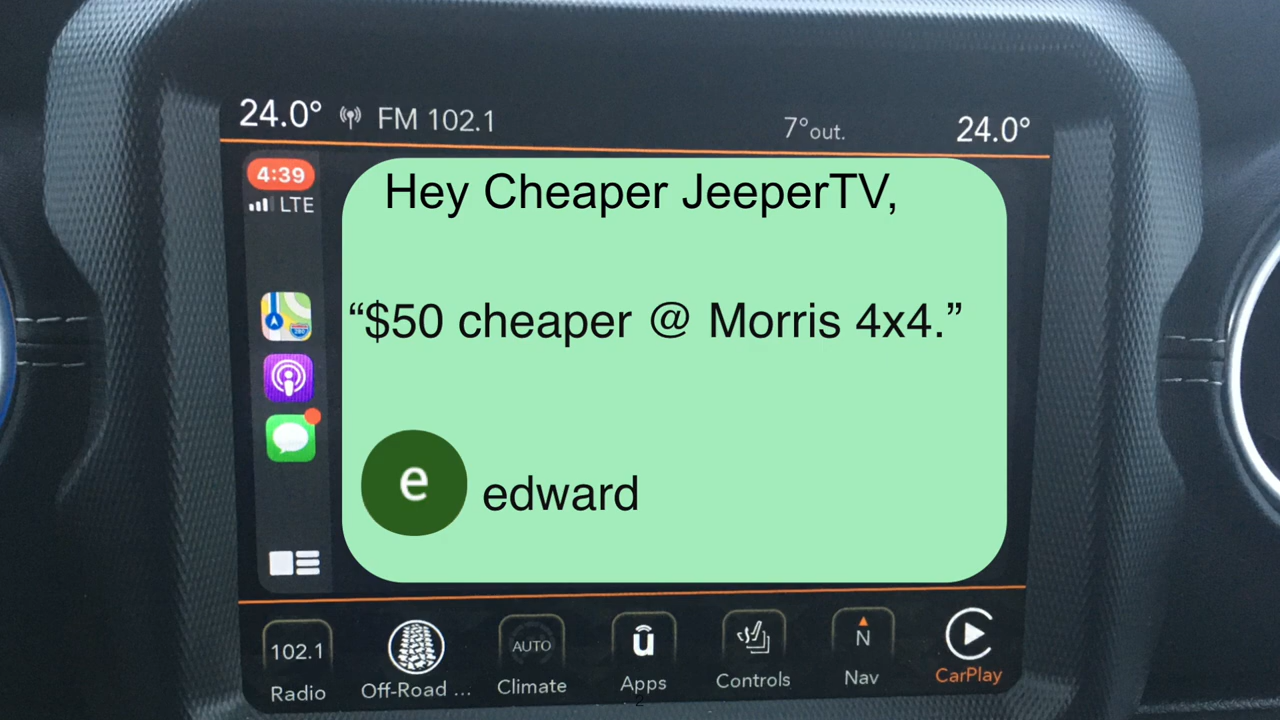 24.0° FM 102.1 7°out. 24.0°
4:39
LTE
Hey Cheaper JeeperTV,
“$50 cheaper @ Morris 4x4.”
e edward
102.1 AUTO ū N
Radio Off-Road ... Climate Apps Controls Nav CarPlay
2